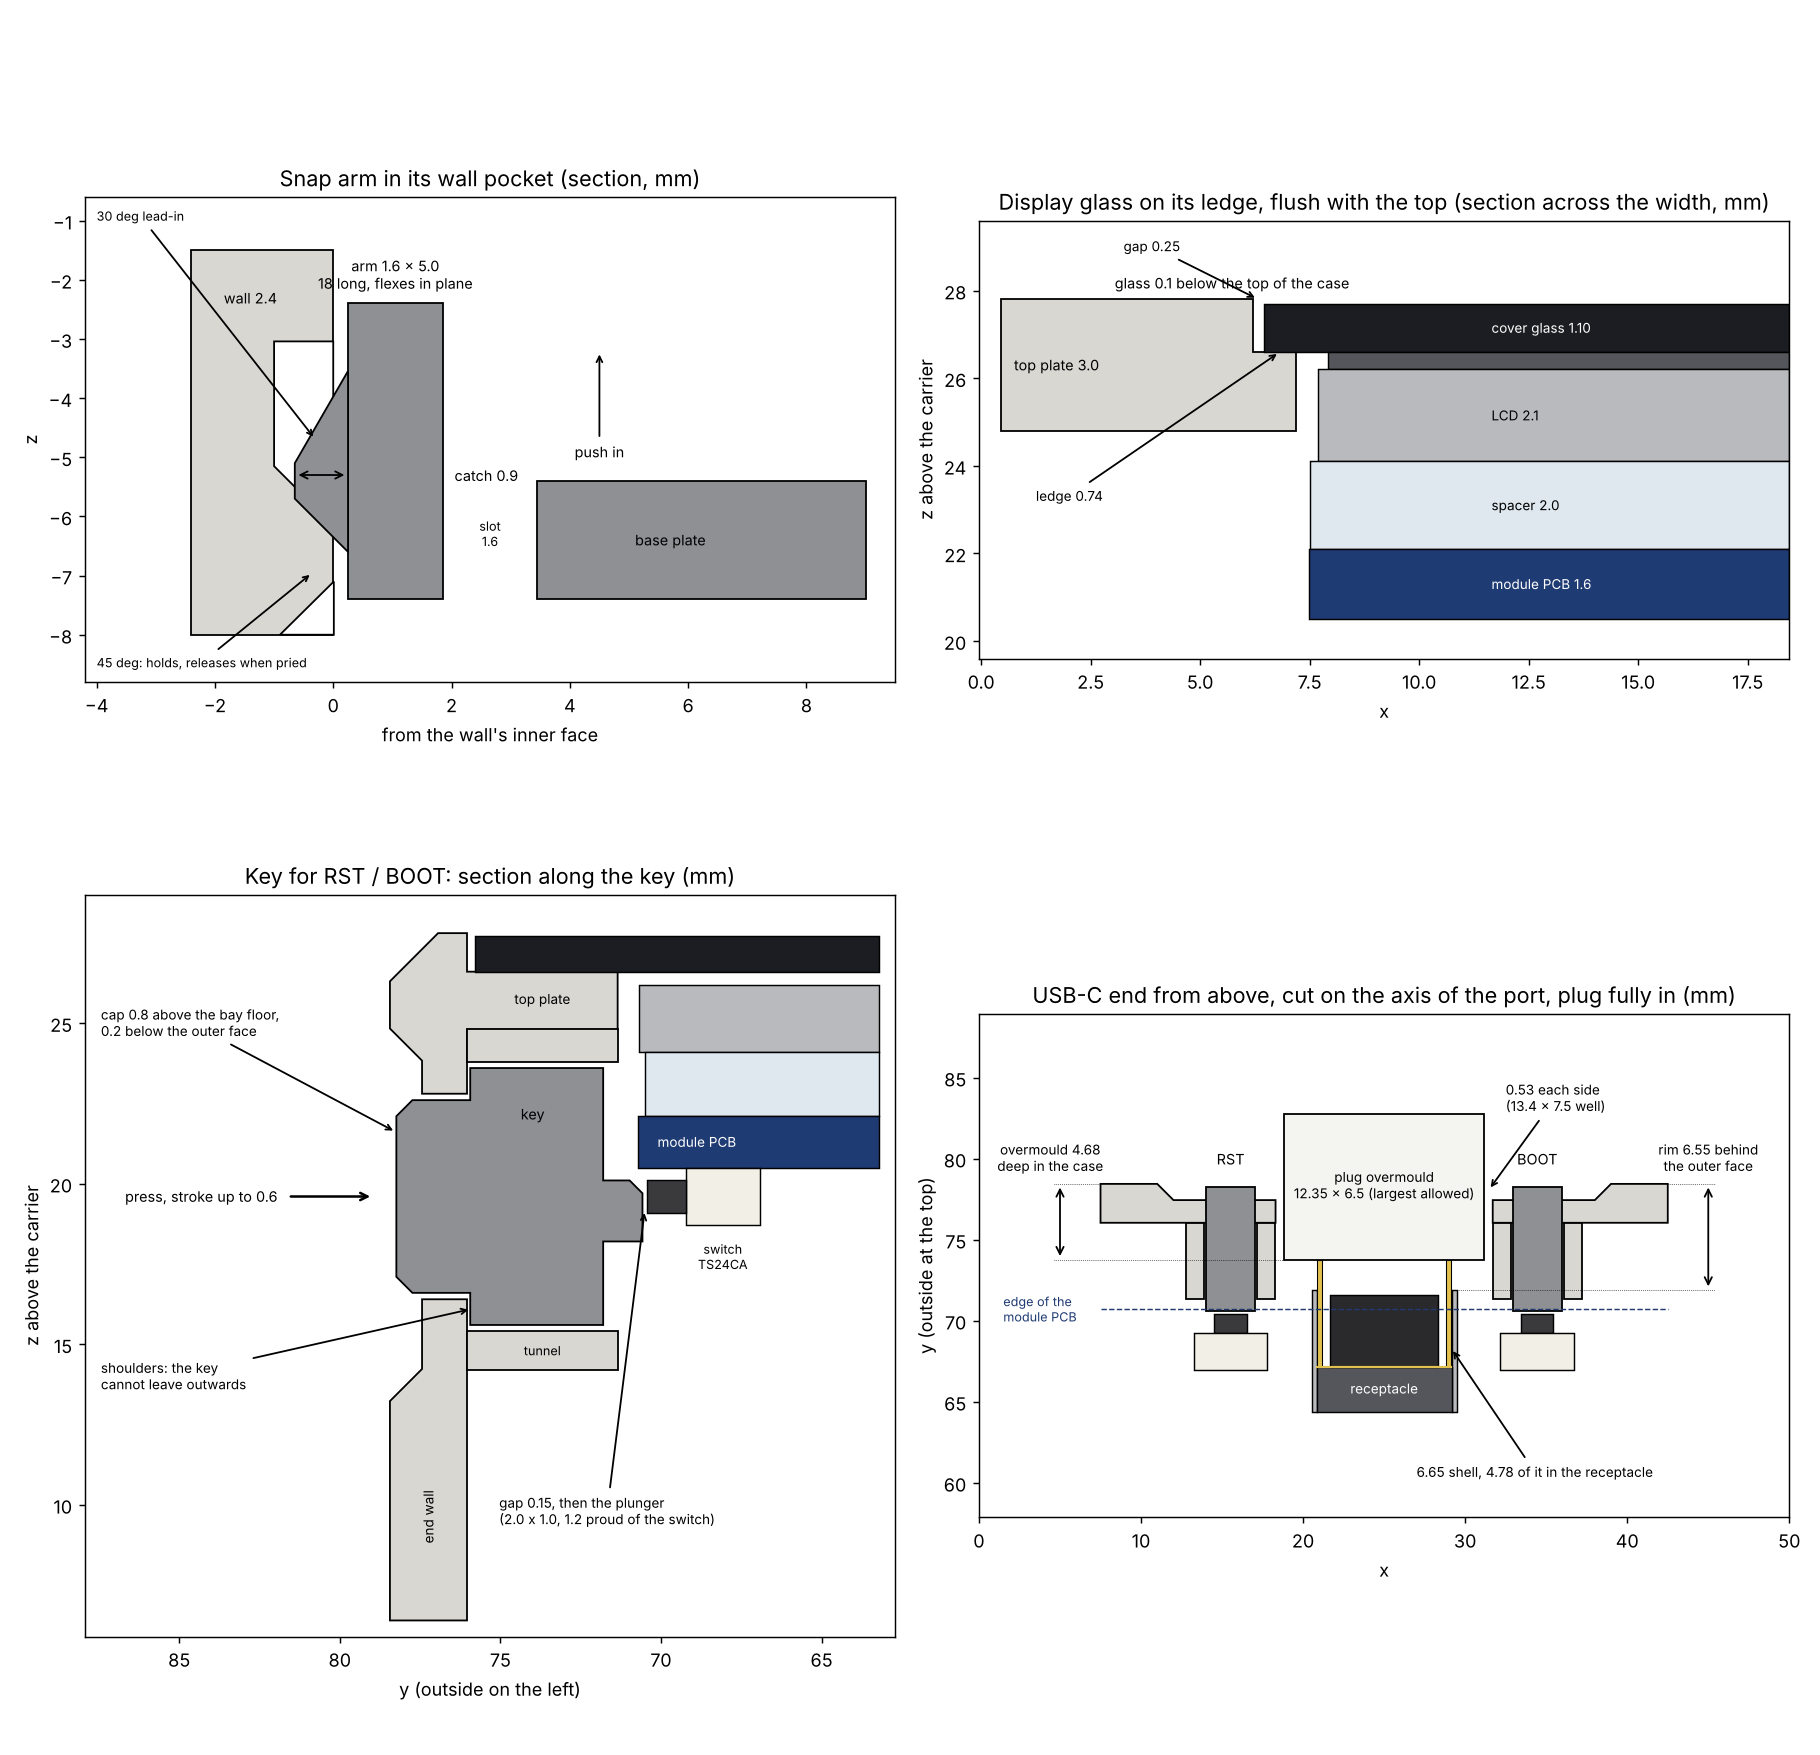 Snap arm in its wall pocket (section, mm)
30 deg lead-in
arm 1.6 × 5.0
18 long, flexes in plane
wall 2.4
push in
catch 0.9
slot
1.6
base plate
45 deg: holds, releases when pried
−1
−2
−3
−4
−5
−6
−7
−8
z
−4
−2
0
2
4
6
8
from the wall's inner face
Display glass on its ledge, flush with the top (section across the width, mm)
gap 0.25
glass 0.1 below the top of the case
cover glass 1.10
top plate 3.0
LCD 2.1
ledge 0.74
spacer 2.0
module PCB 1.6
28
26
24
22
20
z above the carrier
0.0
2.5
5.0
7.5
10.0
12.5
15.0
17.5
x
Key for RST / BOOT: section along the key (mm)
top plate
cap 0.8 above the bay floor,
0.2 below the outer face
key
module PCB
press, stroke up to 0.6
switch
TS24CA
tunnel
shoulders: the key
cannot leave outwards
end wall
gap 0.15, then the plunger
(2.0 x 1.0, 1.2 proud of the switch)
25
20
15
10
z above the carrier
85
80
75
70
65
y (outside on the left)
USB-C end from above, cut on the axis of the port, plug fully in (mm)
0.53 each side
(13.4 × 7.5 well)
overmould 4.68
deep in the case
RST
BOOT
rim 6.55 behind
the outer face
plug overmould
12.35 × 6.5 (largest allowed)
edge of the
module PCB
receptacle
6.65 shell, 4.78 of it in the receptacle
85
80
75
70
65
60
y (outside at the top)
0
10
20
30
40
50
x